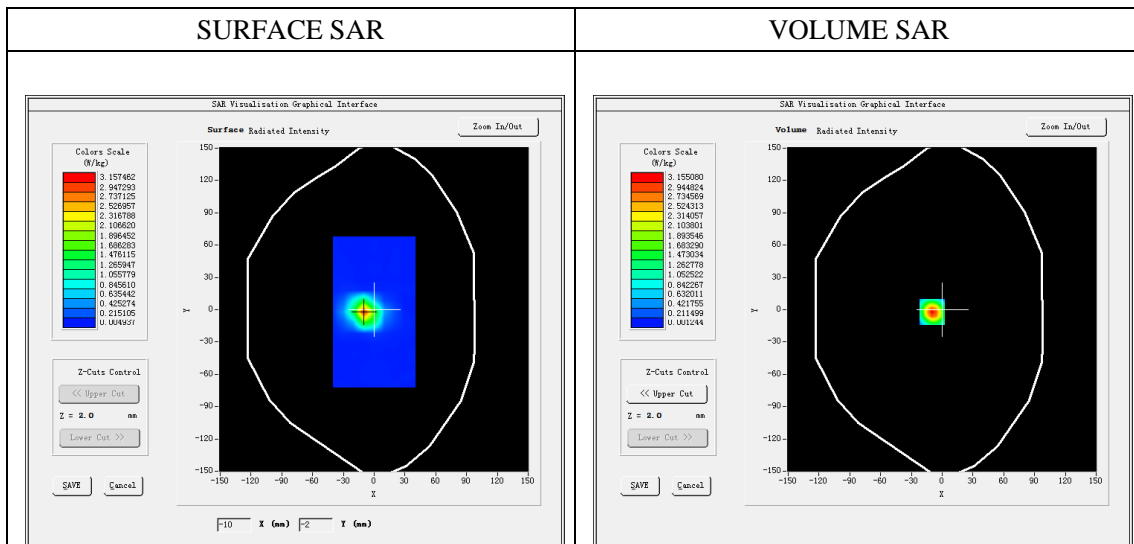 SURFACE SAR
VOLUME SAR
SAR Visualisation Graphical Interface
Surface Radiated Intensity
Zoom In/Out
Colors Scale
(W/kg)
3.157462
2.947293
2.737125
2.526957
2.316788
2.106620
1.896452
1.686283
1.476115
1.265947
1.055779
0.845610
0.635442
0.425274
0.215105
0.004937
150
120
90
60
30
0
-30
-60
-90
-120
-150
Y
-150 -120 -90 -60 -30 0 30 60 90 120 150
X
Z-Cuts Control
<< Upper Cut
Z = 2.0 mm
Lower Cut >>
SAVE Cancel
-10 X (mm) -2 Y (mm)
SAR Visualisation Graphical Interface
Volume Radiated Intensity
Zoom In/Out
Colors Scale
(W/kg)
3.155080
2.944824
2.734569
2.524313
2.314057
2.103801
1.893546
1.683290
1.473034
1.262778
1.052522
0.842267
0.632011
0.421755
0.211499
0.001244
150
120
90
60
30
0
-30
-60
-90
-120
-150
Y
-150 -120 -90 -60 -30 0 30 60 90 120 150
X
Z-Cuts Control
<< Upper Cut
Z = 2.0 mm
Lower Cut >>
SAVE Cancel